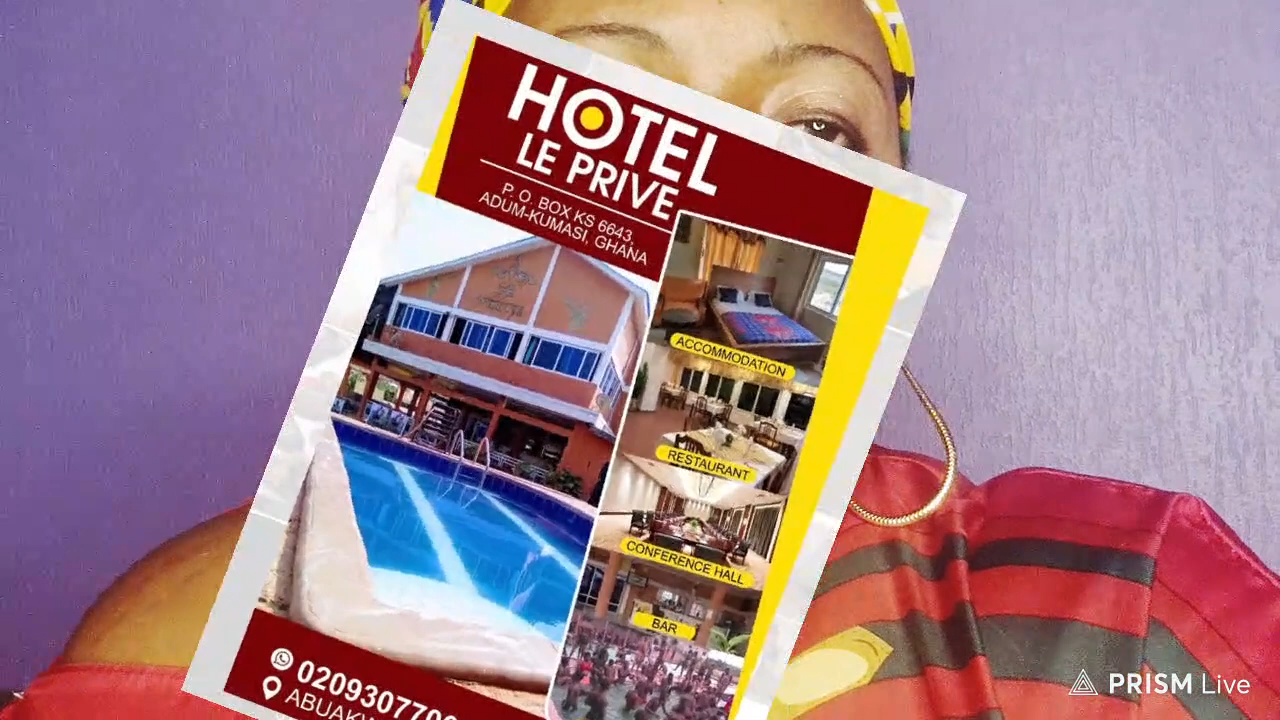 HOTEL
LE PRIVE
P. O. BOX KS 6643,
ADUM-KUMASI, GHANA
ACCOMMODATION
RESTAURANT
CONFERENCE HALL
BAR
PRISM Live